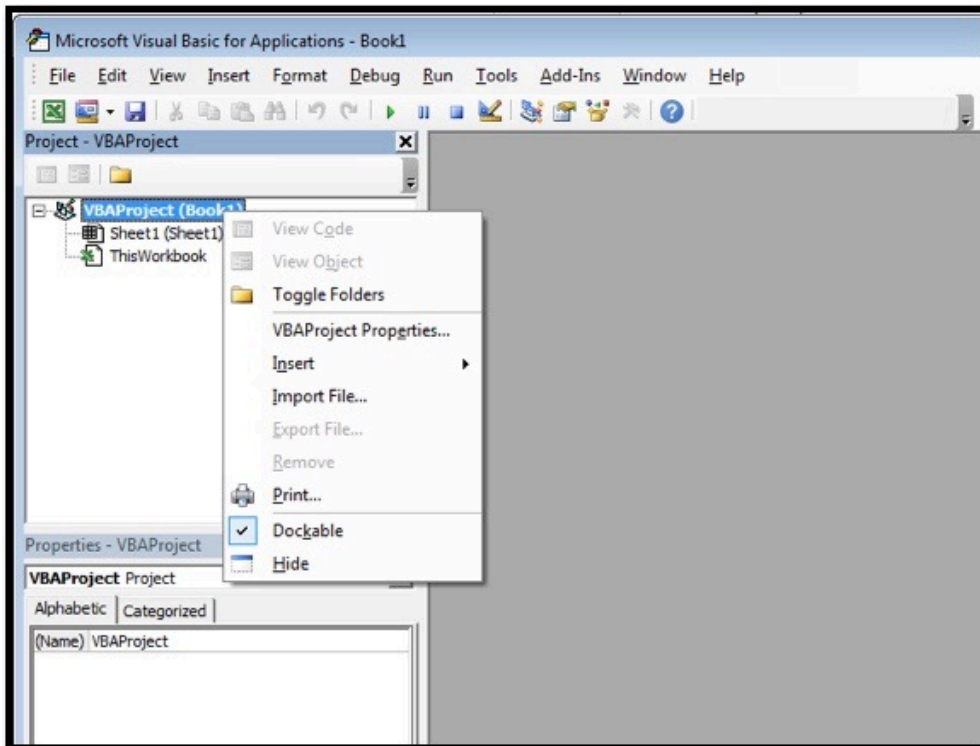 Microsoft Visual Basic for Applications - Book1
File Edit View Insert Format Debug Run Tools Add-Ins Window Help
Project - VBAProject
VBAProject (Book1)
Sheet1 (Sheet1)
ThisWorkbook
View Code
View Object
Toggle Folders
VBAProject Properties...
Insert
Import File...
Export File...
Remove
Print...
Dockable
Hide
Properties - VBAProject
VBAProject Project
Alphabetic Categorized
(Name) VBAProject